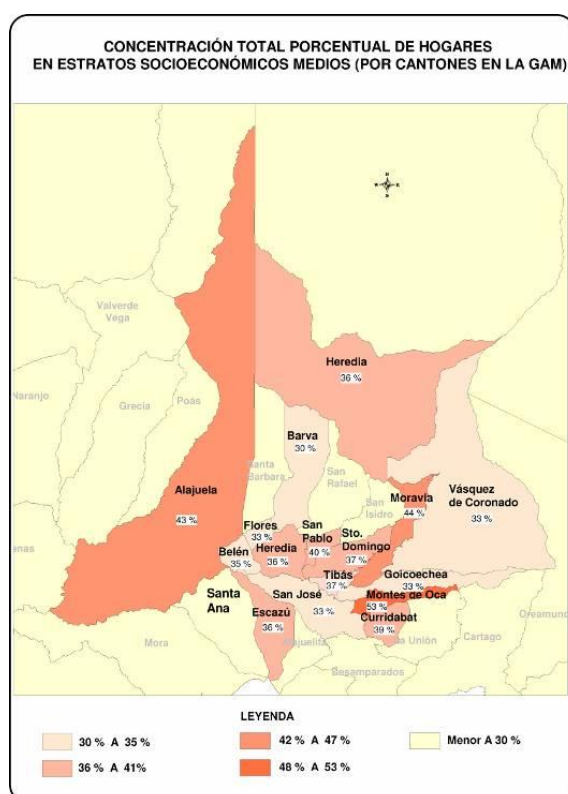 CONCENTRACIÓN TOTAL PORCENTUAL DE HOGARES
EN ESTRATOS SOCIOECONÓMICOS MEDIOS (POR CANTONES EN LA GAM)
N
Valverde
Vega
Naranjo
Grecia
Poás
Heredia
36 %
Barva
30 %
Santa
Barbara
San
Rafael
San
Isidro
Alajuela
43 %
Moravia
44 %
Vásquez
de Coronado
33 %
Flores
33 %
San
Pablo
40 %
Sto.
Domingo
37 %
Belén
35 %
Heredia
36 %
Tibás
37 %
Goicoechea
33 %
Montes de Oca
53 %
Santa
Ana
San José
33 %
Escazú
36 %
Curridabat
39 %
enas
Mora
Alajuelita
La Unión
Cartago
Oreamuno
Desamparados
LEYENDA
30 % A 35 %
42 % A 47 %
Menor A 30 %
36 % A 41%
48 % A 53 %